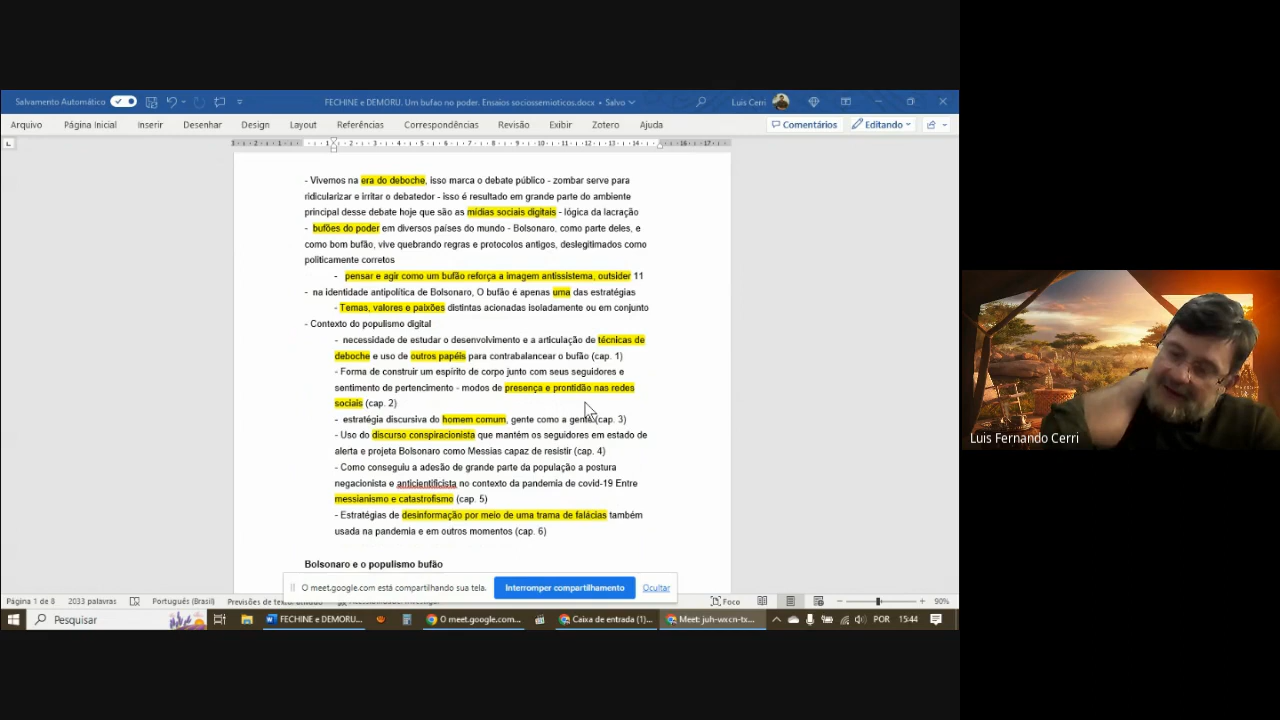 Salvamento Automático
FECHINE e DEMORU. Um bufao no poder. Ensaios sociossemioticos.docx • Salvo
Luis Cerri
Arquivo Página Inicial Inserir Desenhar Design Layout Referências Correspondências Revisão Exibir Zotero Ajuda Comentários Editando
- Vivemos na era do deboche, isso marca o debate público - zombar serve para
ridicularizar e irritar o debatedor - isso é resultado em grande parte do ambiente
principal desse debate hoje que são as mídias sociais digitais - lógica da lacração
- bufões do poder em diversos países do mundo - Bolsonaro, como parte deles, e
como bom bufão, vive quebrando regras e protocolos antigos, deslegitimados como
politicamente corretos
- pensar e agir como um bufão reforça a imagem antissistema, outsider 11
- na identidade antipolítica de Bolsonaro, O bufão é apenas uma das estratégias
- Temas, valores e paixões distintas acionadas isoladamente ou em conjunto
- Contexto do populismo digital
- necessidade de estudar o desenvolvimento e a articulação de técnicas de
deboche e uso de outros papéis para contrabalancear o bufão (cap. 1)
- Forma de construir um espírito de corpo junto com seus seguidores e
sentimento de pertencimento - modos de presença e prontidão nas redes
sociais (cap. 2)
- estratégia discursiva do homem comum, gente como a gente (cap. 3)
- Uso do discurso conspiracionista que mantém os seguidores em estado de
alerta e projeta Bolsonaro como Messias capaz de resistir (cap. 4)
- Como conseguiu a adesão de grande parte da população a postura
negacionista e anticientificista no contexto da pandemia de covid-19 Entre
messianismo e catastrofismo (cap. 5)
- Estratégias de desinformação por meio de uma trama de falácias também
usada na pandemia e em outros momentos (cap. 6)
Bolsonaro e o populismo bufão
O meet.google.com está compartilhando sua tela. Interromper compartilhamento Ocultar
Página 1 de 8 2033 palavras Português (Brasil) Previsões de Foco 90%
Pesquisar FECHINE e DEMORU... O meet.google.com... Caixa de entrada (1)... Meet: juh-wxcn-tx... POR 15:44
Luis Fernando Cerri